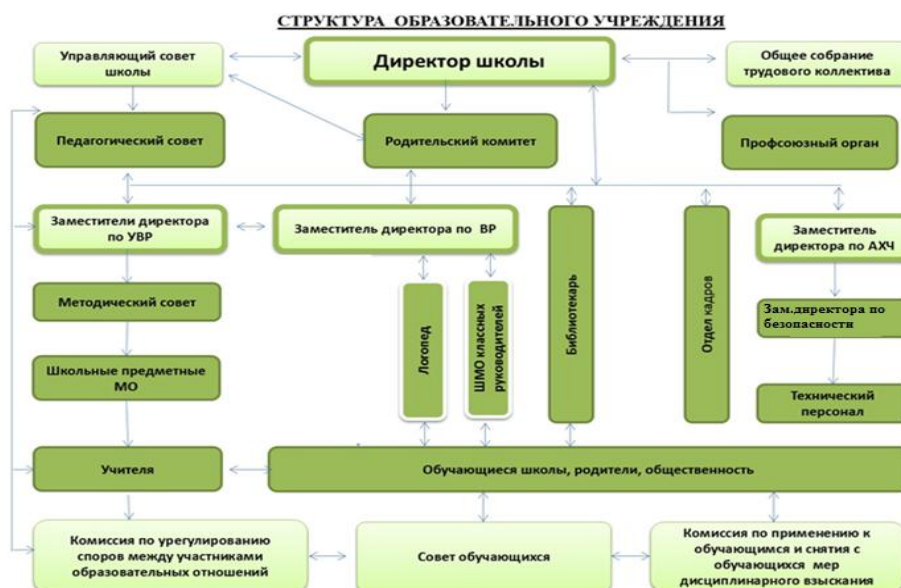 СТРУКТУРА ОБРАЗОВАТЕЛЬНОГО УЧРЕЖДЕНИЯ
Управляющий совет
школы
Директор школы
Общее собрание
трудового коллектива
Педагогический совет
Родительский комитет
Профсоюзный орган
Заместители директора
по УВР
Заместитель директора по ВР
Библиотекарь
Отдел кадров
Заместитель
директора по АХЧ
Методический совет
Логопед
ШМО классных
руководителей
Зам.директора по
безопасности
Школьные предметные
МО
Технический
персонал
Учителя
Обучающиеся школы, родители, общественность
Комиссия по урегулированию
споров между участниками
образовательных отношений
Совет обучающихся
Комиссия по применению к
обучающимся и снятия с
обучающихся мер
дисциплинарного взыскания